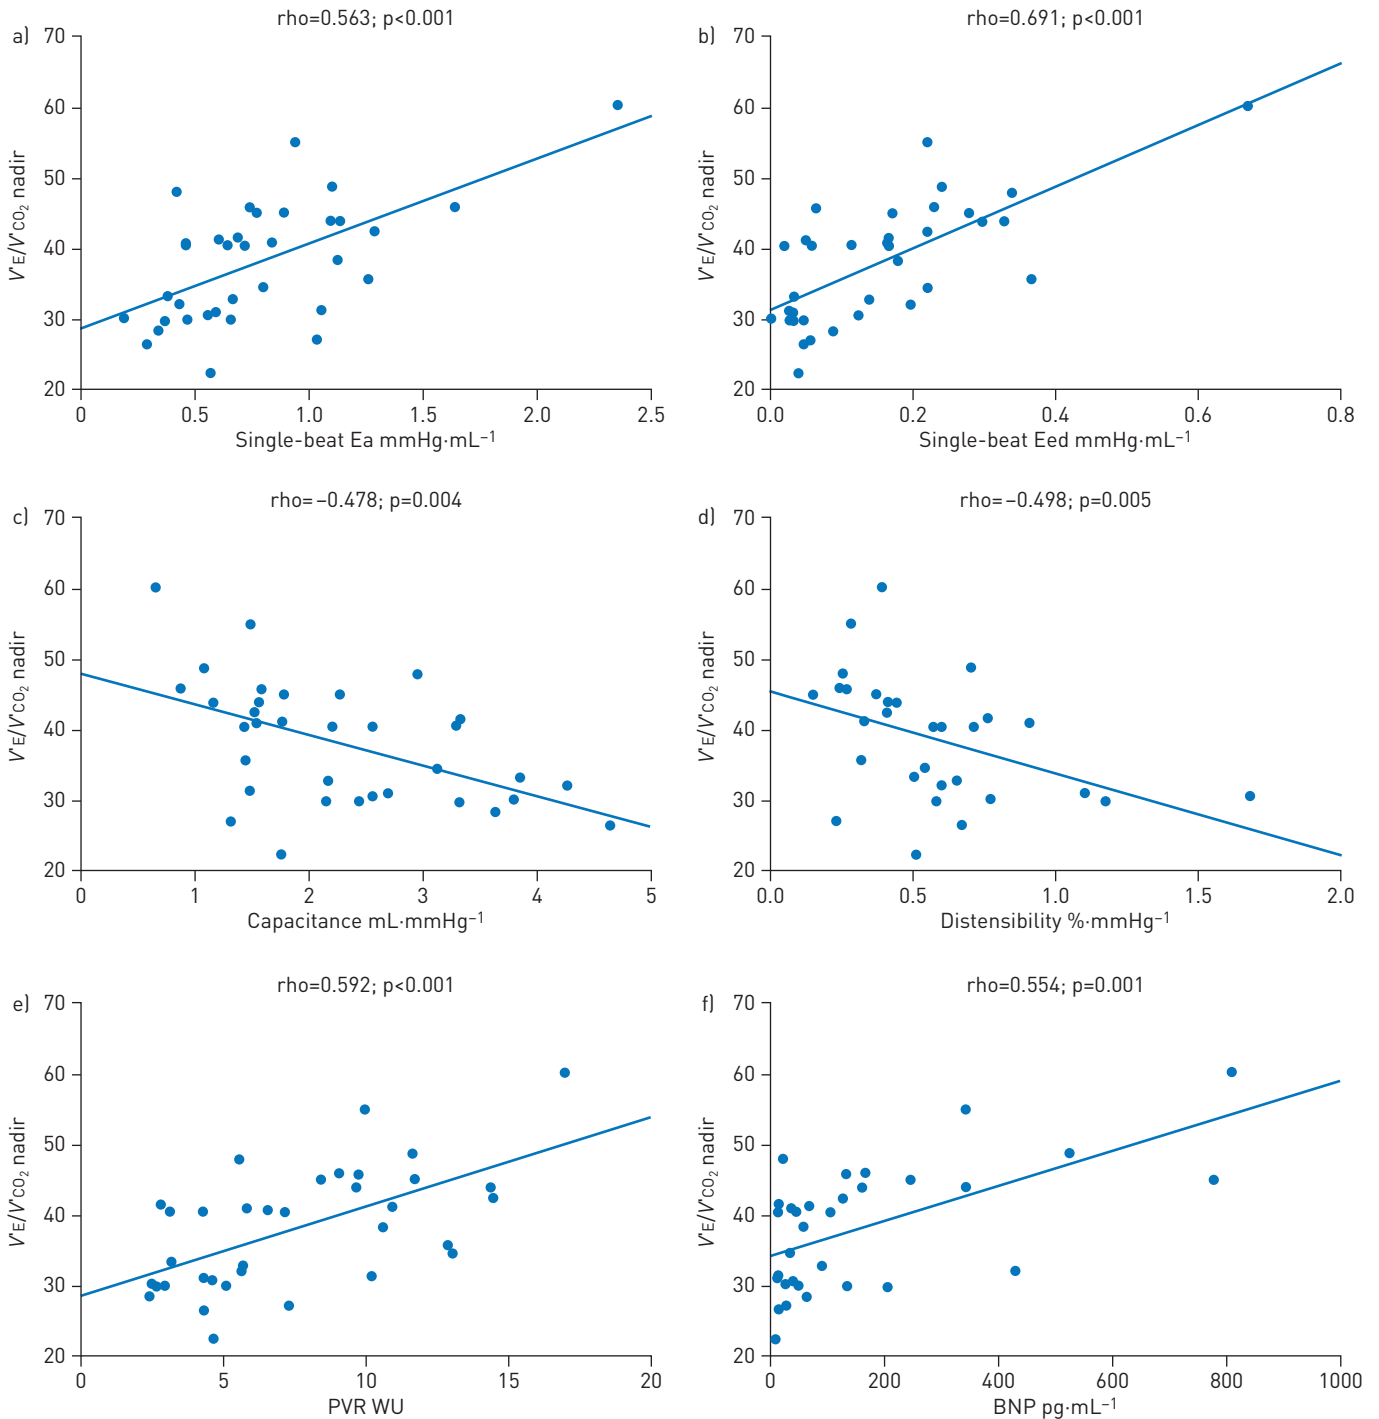 rho=0.563; p<0.001
a)
70
60
50
40
30
20
V'E/V'CO2 nadir
0 0.5 1.0 1.5 2.0 2.5
Single-beat Ea mmHg·mL−1
rho=0.691; p<0.001
b)
70
60
50
40
30
20
V'E/V'CO2 nadir
0.0 0.2 0.4 0.6 0.8
Single-beat Eed mmHg·mL−1
rho=−0.478; p=0.004
c)
70
60
50
40
30
20
V'E/V'CO2 nadir
0 1 2 3 4 5
Capacitance mL·mmHg−1
rho=−0.498; p=0.005
d)
70
60
50
40
30
20
V'E/V'CO2 nadir
0.0 0.5 1.0 1.5 2.0
Distensibility %·mmHg−1
rho=0.592; p<0.001
e)
70
60
50
40
30
20
V'E/V'CO2 nadir
0 5 10 15 20
PVR WU
rho=0.554; p=0.001
f)
70
60
50
40
30
20
V'E/V'CO2 nadir
0 200 400 600 800 1000
BNP pg·mL−1